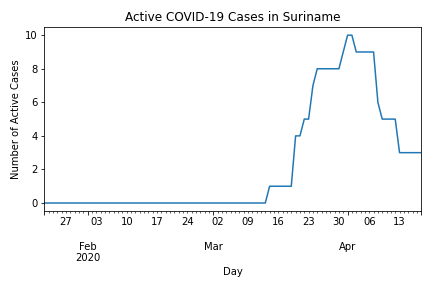 Active COVID-19 Cases in Suriname
Number of Active Cases
10
8
6
4
2
0
27 03 10 17 24 02 09 16 23 30 06 13
Feb Mar Apr
2020
Day